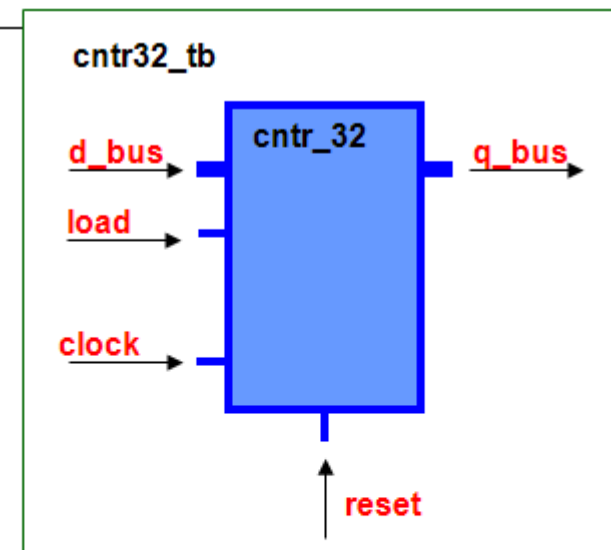 cntr32_tb
cntr_32
d_bus
q_bus
load
clock
reset